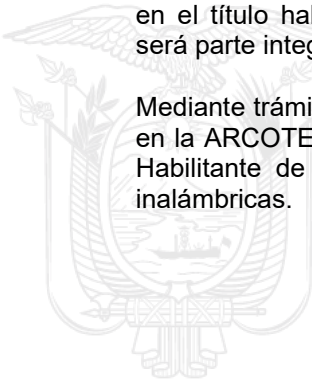 en el título hal
será parte integ
Mediante trámi
en la ARCOTE
Habilitante de
inalámbricas.